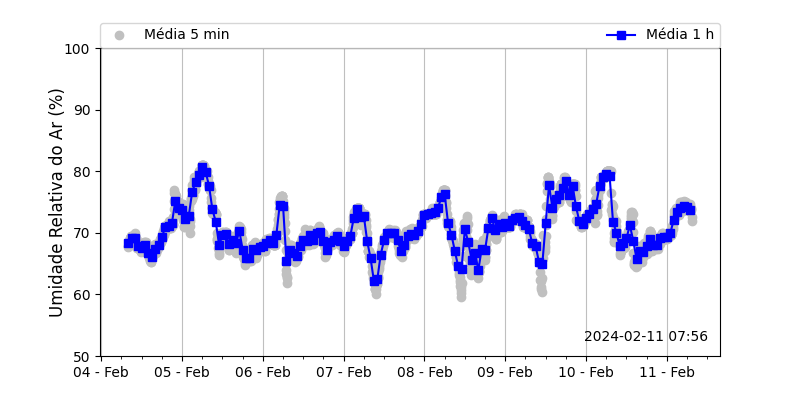 Média 5 min
Média 1 h
100
90
80
70
60
50
Umidade Relativa do Ar (%)
2024-02-11 07:56
04 - Feb
05 - Feb
06 - Feb
07 - Feb
08 - Feb
09 - Feb
10 - Feb
11 - Feb